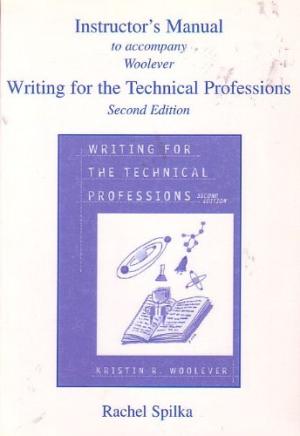 Instructor's Manual
to accompany
Woolever
Writing for the Technical Professions
Second Edition
WRITING FOR
THE TECHNICAL
PROFESSIONS SECOND
EDITION
KRISTIN R. WOOLEVER
Rachel Spilka